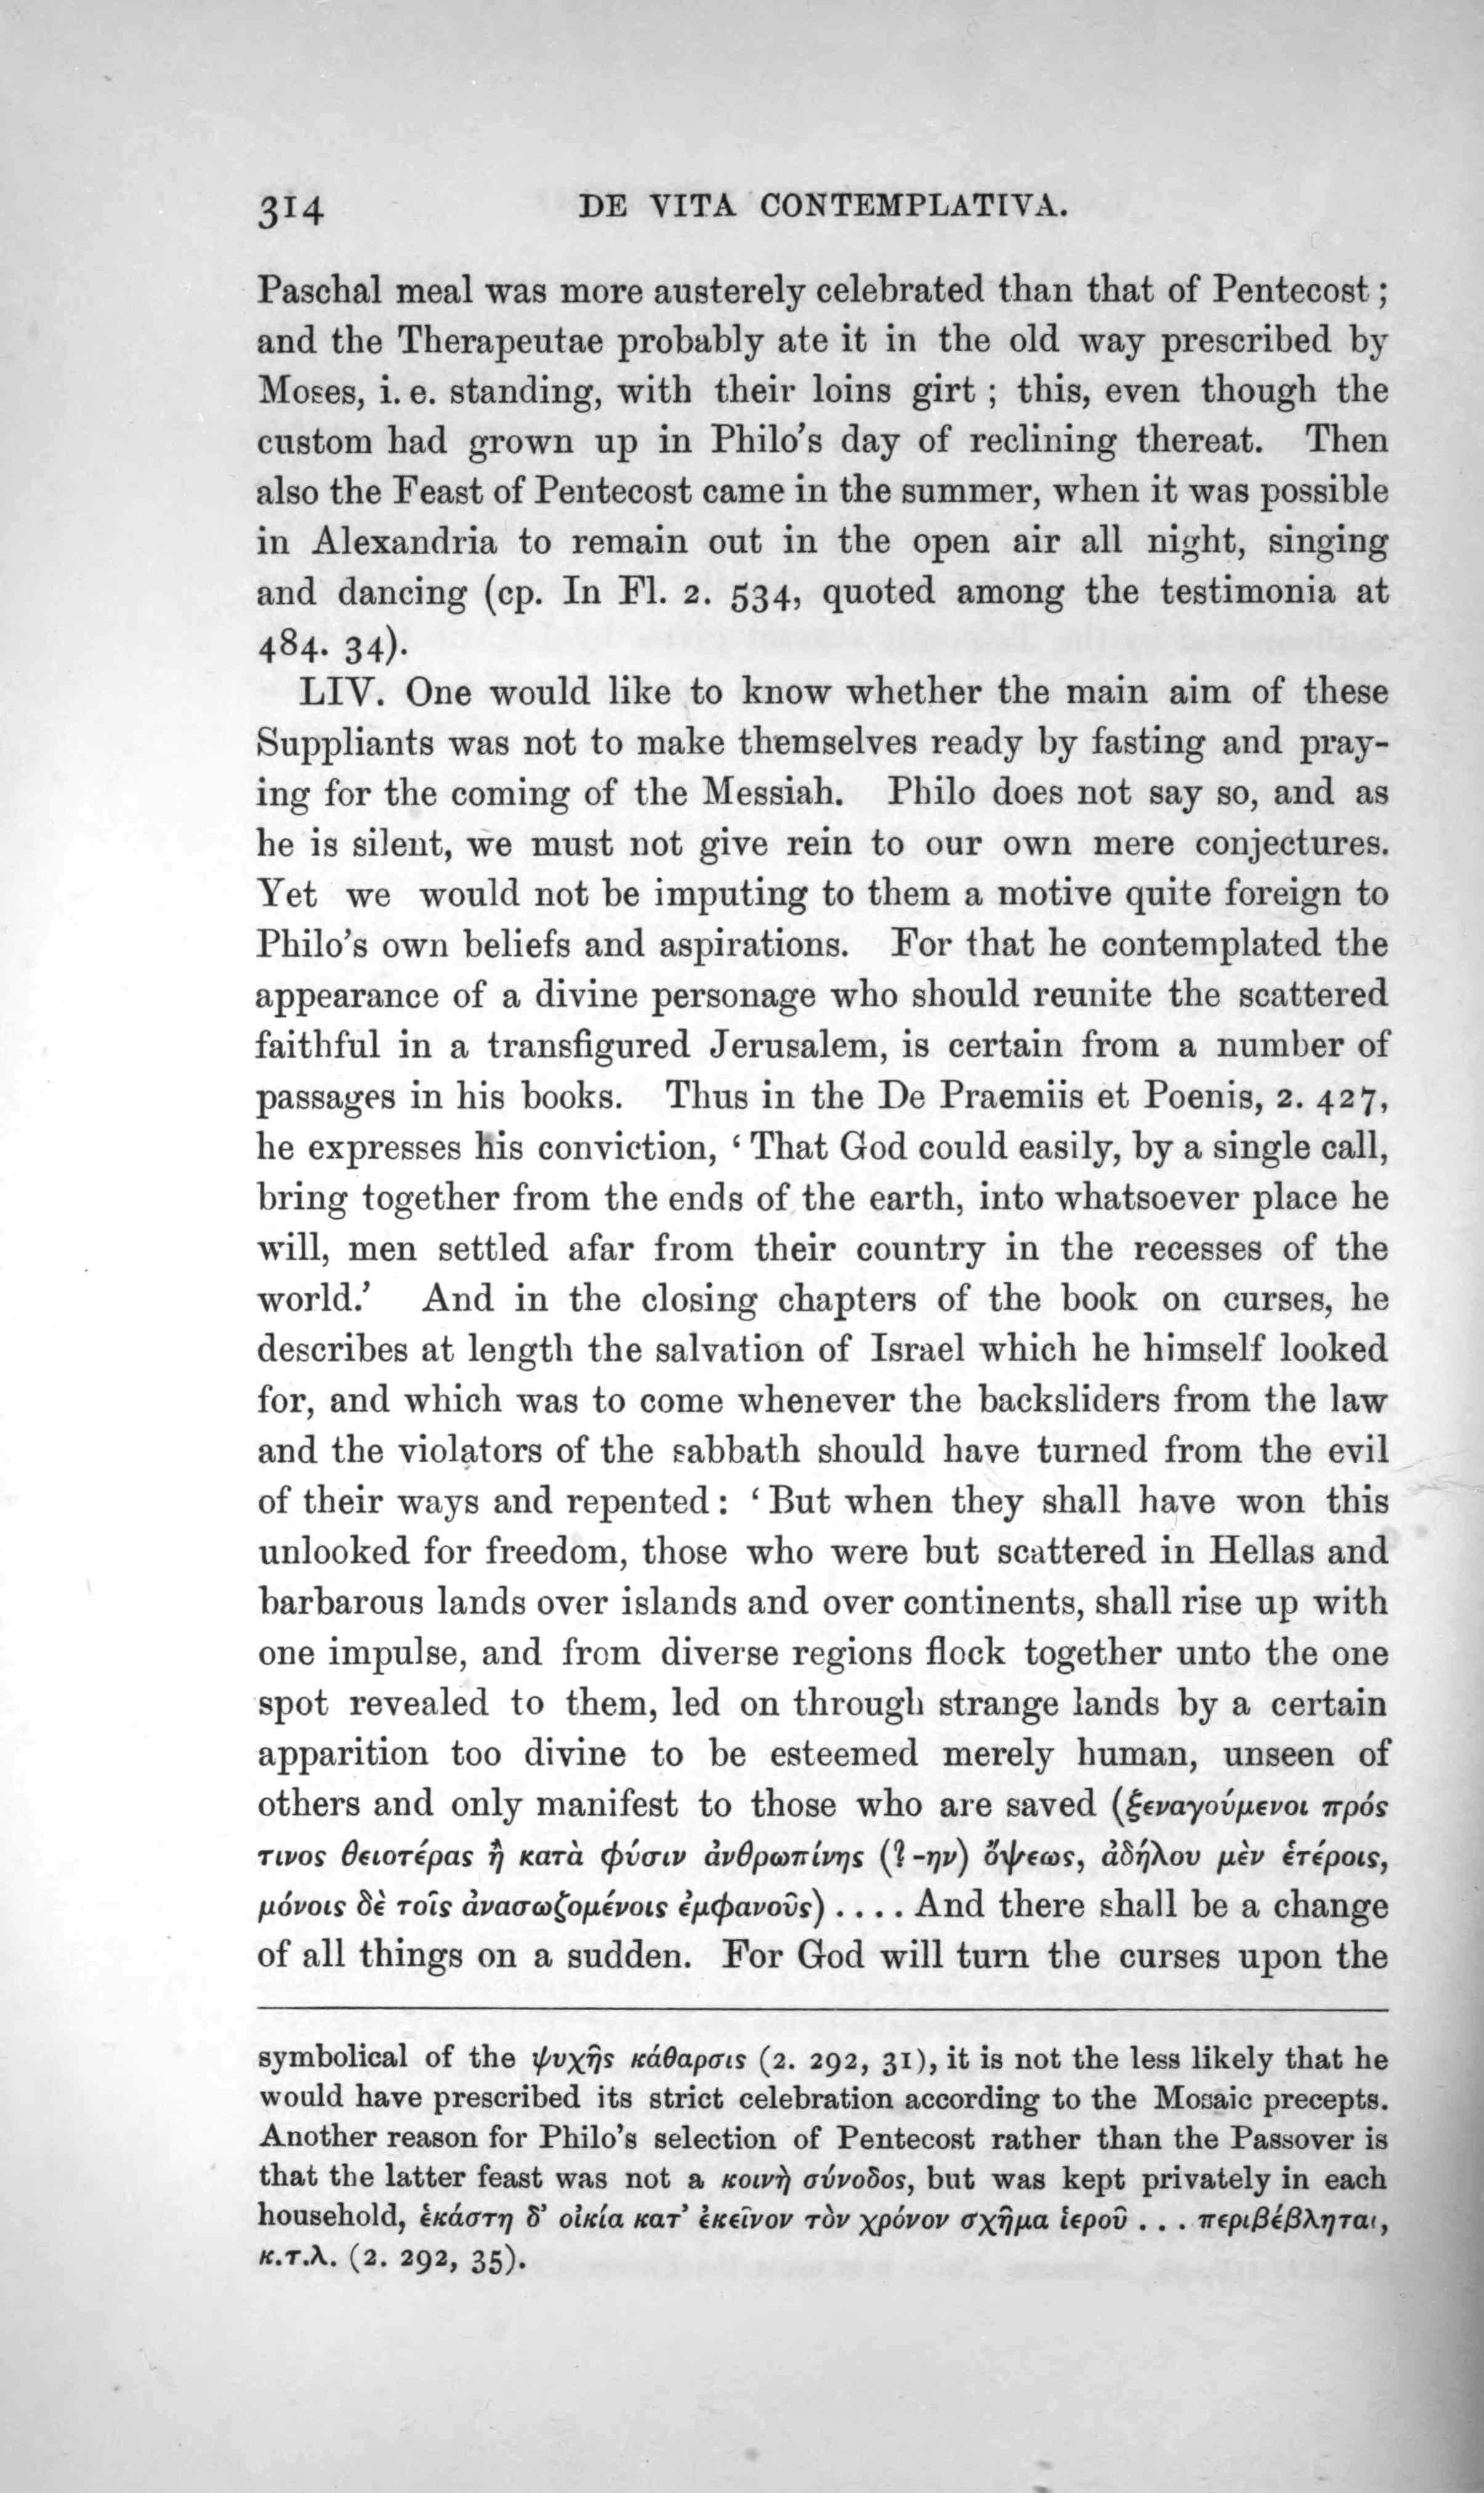 314 DE VITA CONTEMPLATIVA.
Paschal meal was more austerely celebrated than that of Pentecost ;
and the Therapeutae probably ate it in the old way prescribed by
Moses, i. e. standing, with their loins girt ; this, even though the
custom had grown up in Philo's day of reclining thereat. Then
also the Feast of Pentecost came in the summer, when it was possible
in Alexandria to remain out in the open air all night, singing
and dancing (cp. In Fl. 2. 534, quoted among the testimonia at
484. 34).
LIV. One would like to know whether the main aim of these
Suppliants was not to make themselves ready by fasting and pray-
ing for the coming of the Messiah. Philo does not say so, and as
he is silent, we must not give rein to our own mere conjectures.
Yet we would not be imputing to them a motive quite foreign to
Philo's own beliefs and aspirations. For that he contemplated the
appearance of a divine personage who should reunite the scattered
faithful in a transfigured Jerusalem, is certain from a number of
passages in his books. Thus in the De Praemiis et Poenis, 2. 427,
he expresses his conviction, ‘ That God could easily, by a single call,
bring together from the ends of the earth, into whatsoever place he
will, men settled afar from their country in the recesses of the
world.’ And in the closing chapters of the book on curses, he
describes at length the salvation of Israel which he himself looked
for, and which was to come whenever the backsliders from the law
and the violators of the sabbath should have turned from the evil
of their ways and repented : ‘ But when they shall have won this
unlooked for freedom, those who were but scattered in Hellas and
barbarous lands over islands and over continents, shall rise up with
one impulse, and from diverse regions flock together unto the one
spot revealed to them, led on through strange lands by a certain
apparition too divine to be esteemed merely human, unseen of
others and only manifest to those who are saved (ξεναγούμενοι πρός
τινος θειοτέρας ἢ κατὰ φύσιν ἀνθρωπίνης (? -ην) ὄψεως, ἀδήλου μὲν ἑτέροις,
μόνοις δὲ τοῖς ἀνασωζομένοις ἐμφανοῦς) . . . . And there shall be a change
of all things on a sudden. For God will turn the curses upon the
symbolical of the ψυχῆς κάθαρσις (2. 292, 31), it is not the less likely that he
would have prescribed its strict celebration according to the Mosaic precepts.
Another reason for Philo's selection of Pentecost rather than the Passover is
that the latter feast was not a κοινὴ σύνοδος, but was kept privately in each
household, ἑκάστη δ' οἰκία κατ' ἐκεῖνον τὸν χρόνον σχῆμα ἱεροῦ . . . περιβέβληται,
κ.τ.λ. (2. 292, 35).